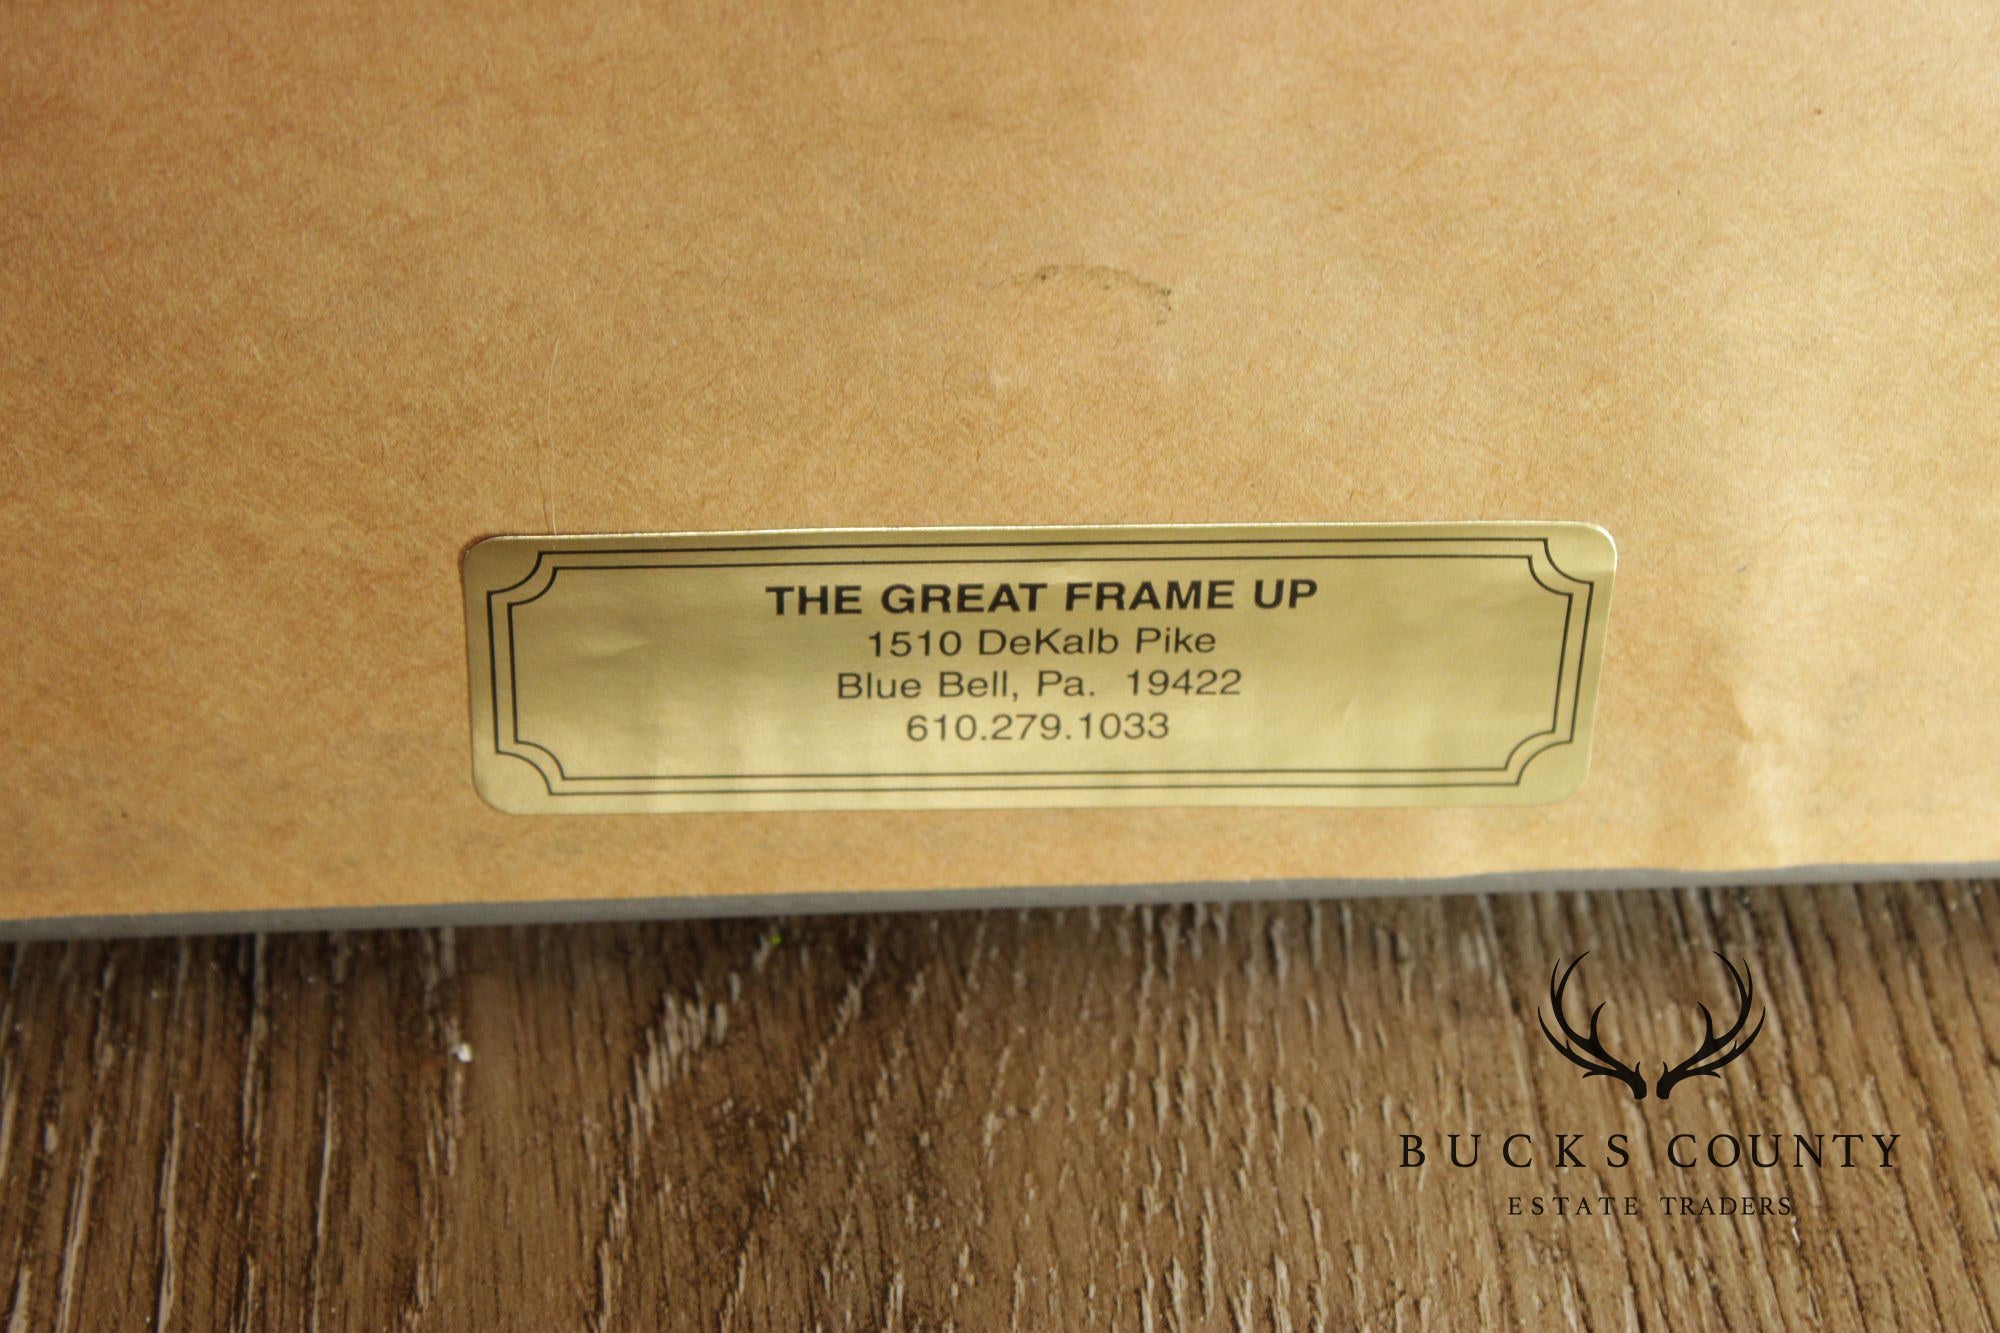 THE GREAT FRAME UP
1510 DeKalb Pike
Blue Bell, Pa. 19422
610.279.1033
BUCKS COUNTY
ESTATE TRADERS